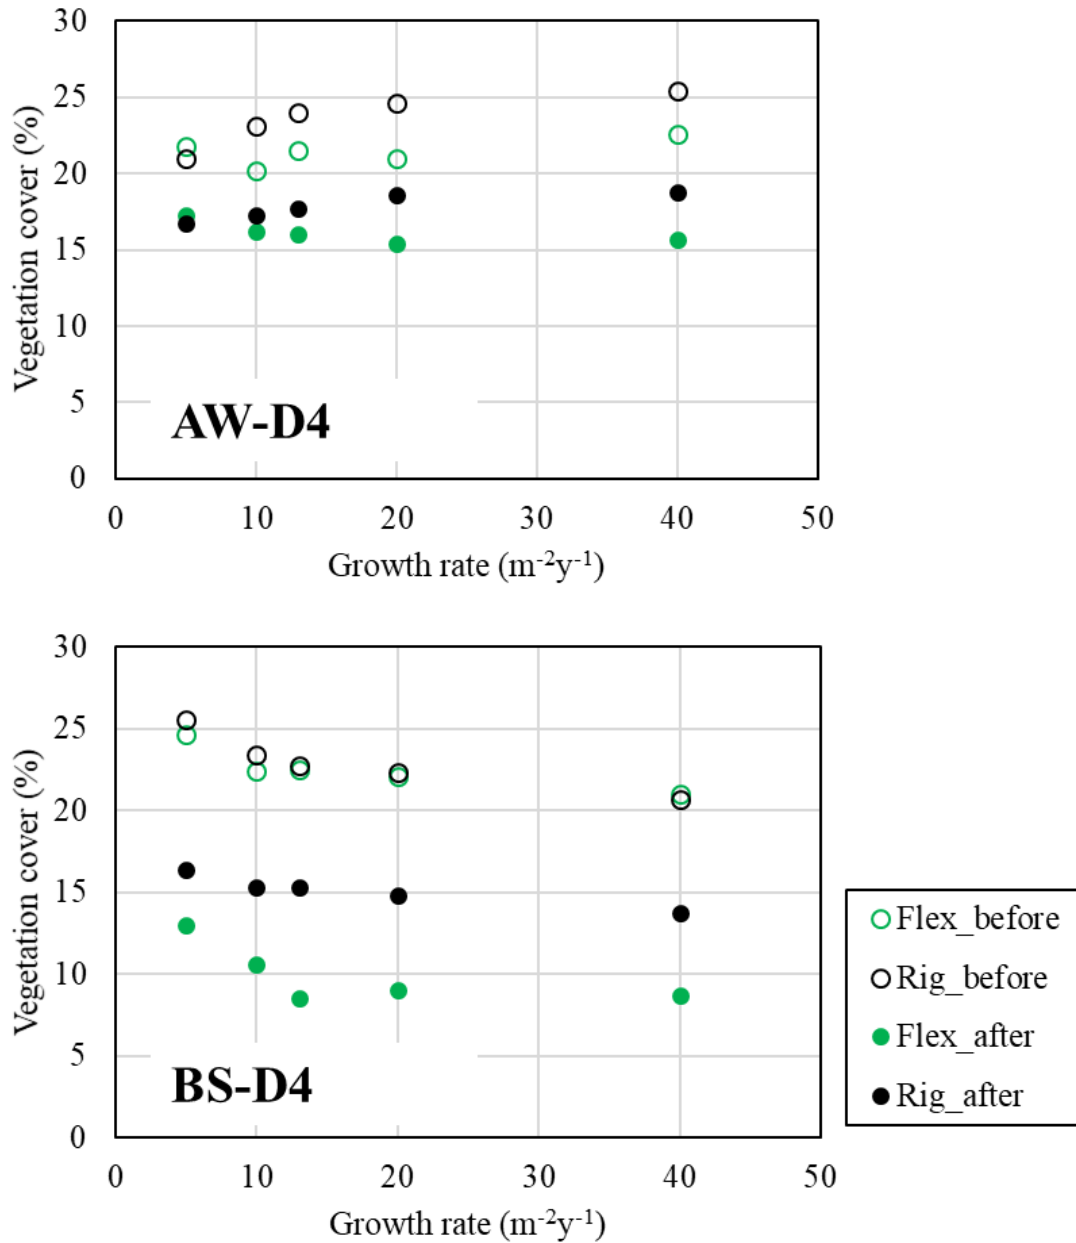 30
25
20
15
10
5
0
Vegetation cover (%)
AW-D4
0 10 20 30 40 50
Growth rate (m⁻²y⁻¹)
30
25
20
15
10
5
0
Vegetation cover (%)
BS-D4
0 10 20 30 40 50
Growth rate (m⁻²y⁻¹)
Flex_before
Rig_before
Flex_after
Rig_after